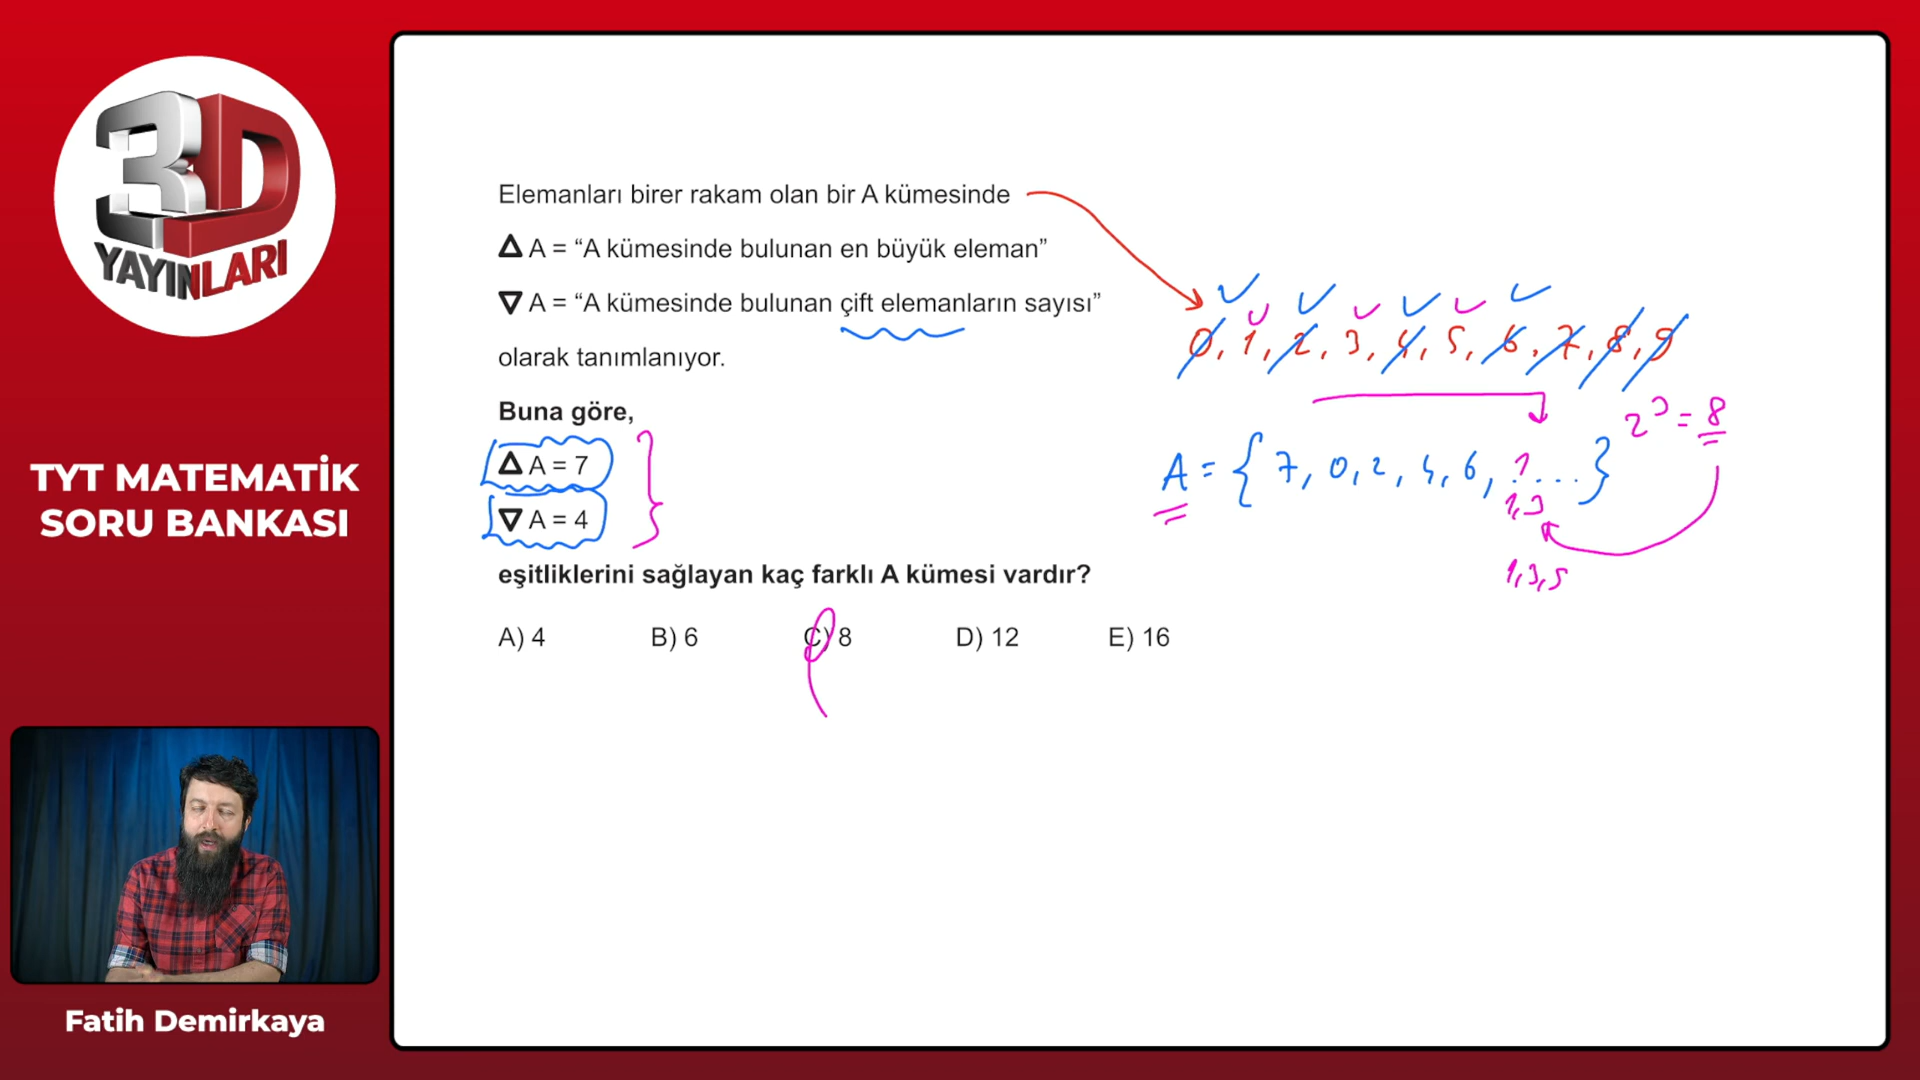 3D
YAYINLARI
TYT MATEMATİK
SORU BANKASI
Fatih Demirkaya
Elemanları birer rakam olan bir A kümesinde
△ A = “A kümesinde bulunan en büyük eleman”
▽ A = “A kümesinde bulunan çift elemanların sayısı”
olarak tanımlanıyor.
Buna göre,
△ A = 7
▽ A = 4
eşitliklerini sağlayan kaç farklı A kümesi vardır?
A) 4 B) 6 C) 8 D) 12 E) 16
0, 1, 2, 3, 4, 5, 6, 7, 8, 9
2³ = 8
A = { 7, 0, 2, 4, 6, ? ... }
1,3
1,3,5